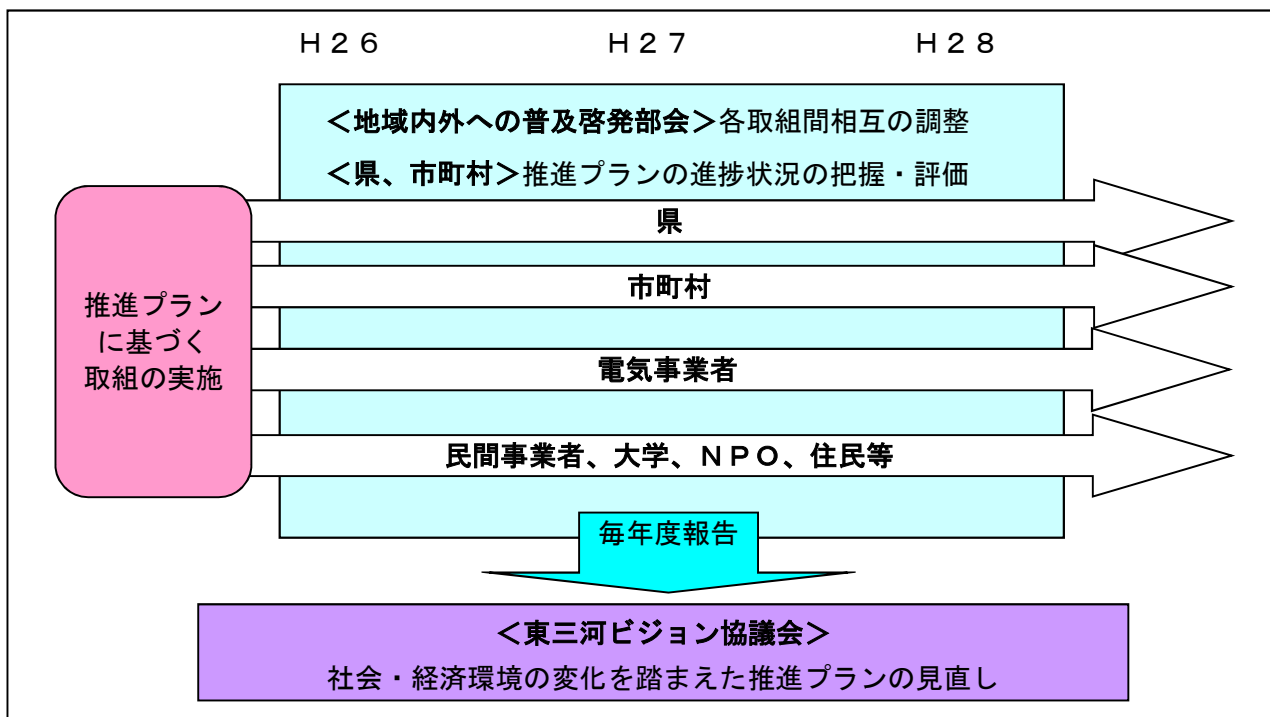 H26 H27 H28
＜地域内外への普及啓発部会＞各取組間相互の調整
＜県、市町村＞推進プランの進捗状況の把握・評価
県
市町村
推進プラン
に基づく
取組の実施
電気事業者
民間事業者、大学、ＮＰＯ、住民等
毎年度報告
＜東三河ビジョン協議会＞
社会・経済環境の変化を踏まえた推進プランの見直し